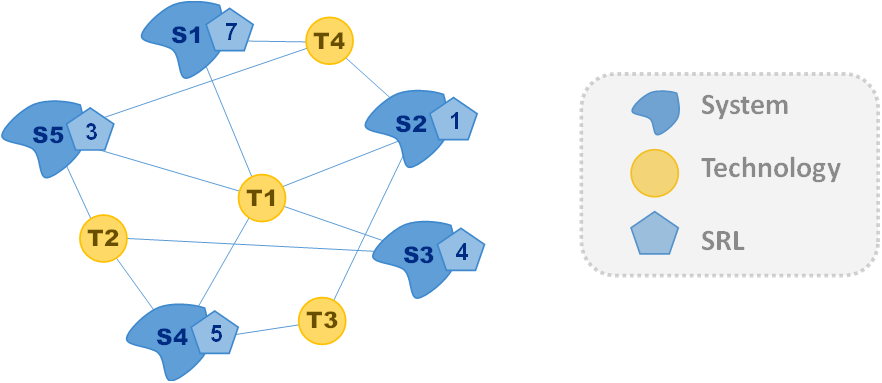 S1 7
T4
S2 1
S5 3
T1
T2
S3 4
T3
S4 5
System
Technology
SRL